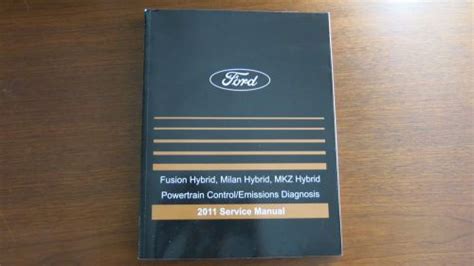 Ford
Fusion Hybrid, Milan Hybrid, MKZ Hybrid
Powertrain Control/Emissions Diagnosis
2011 Service Manual